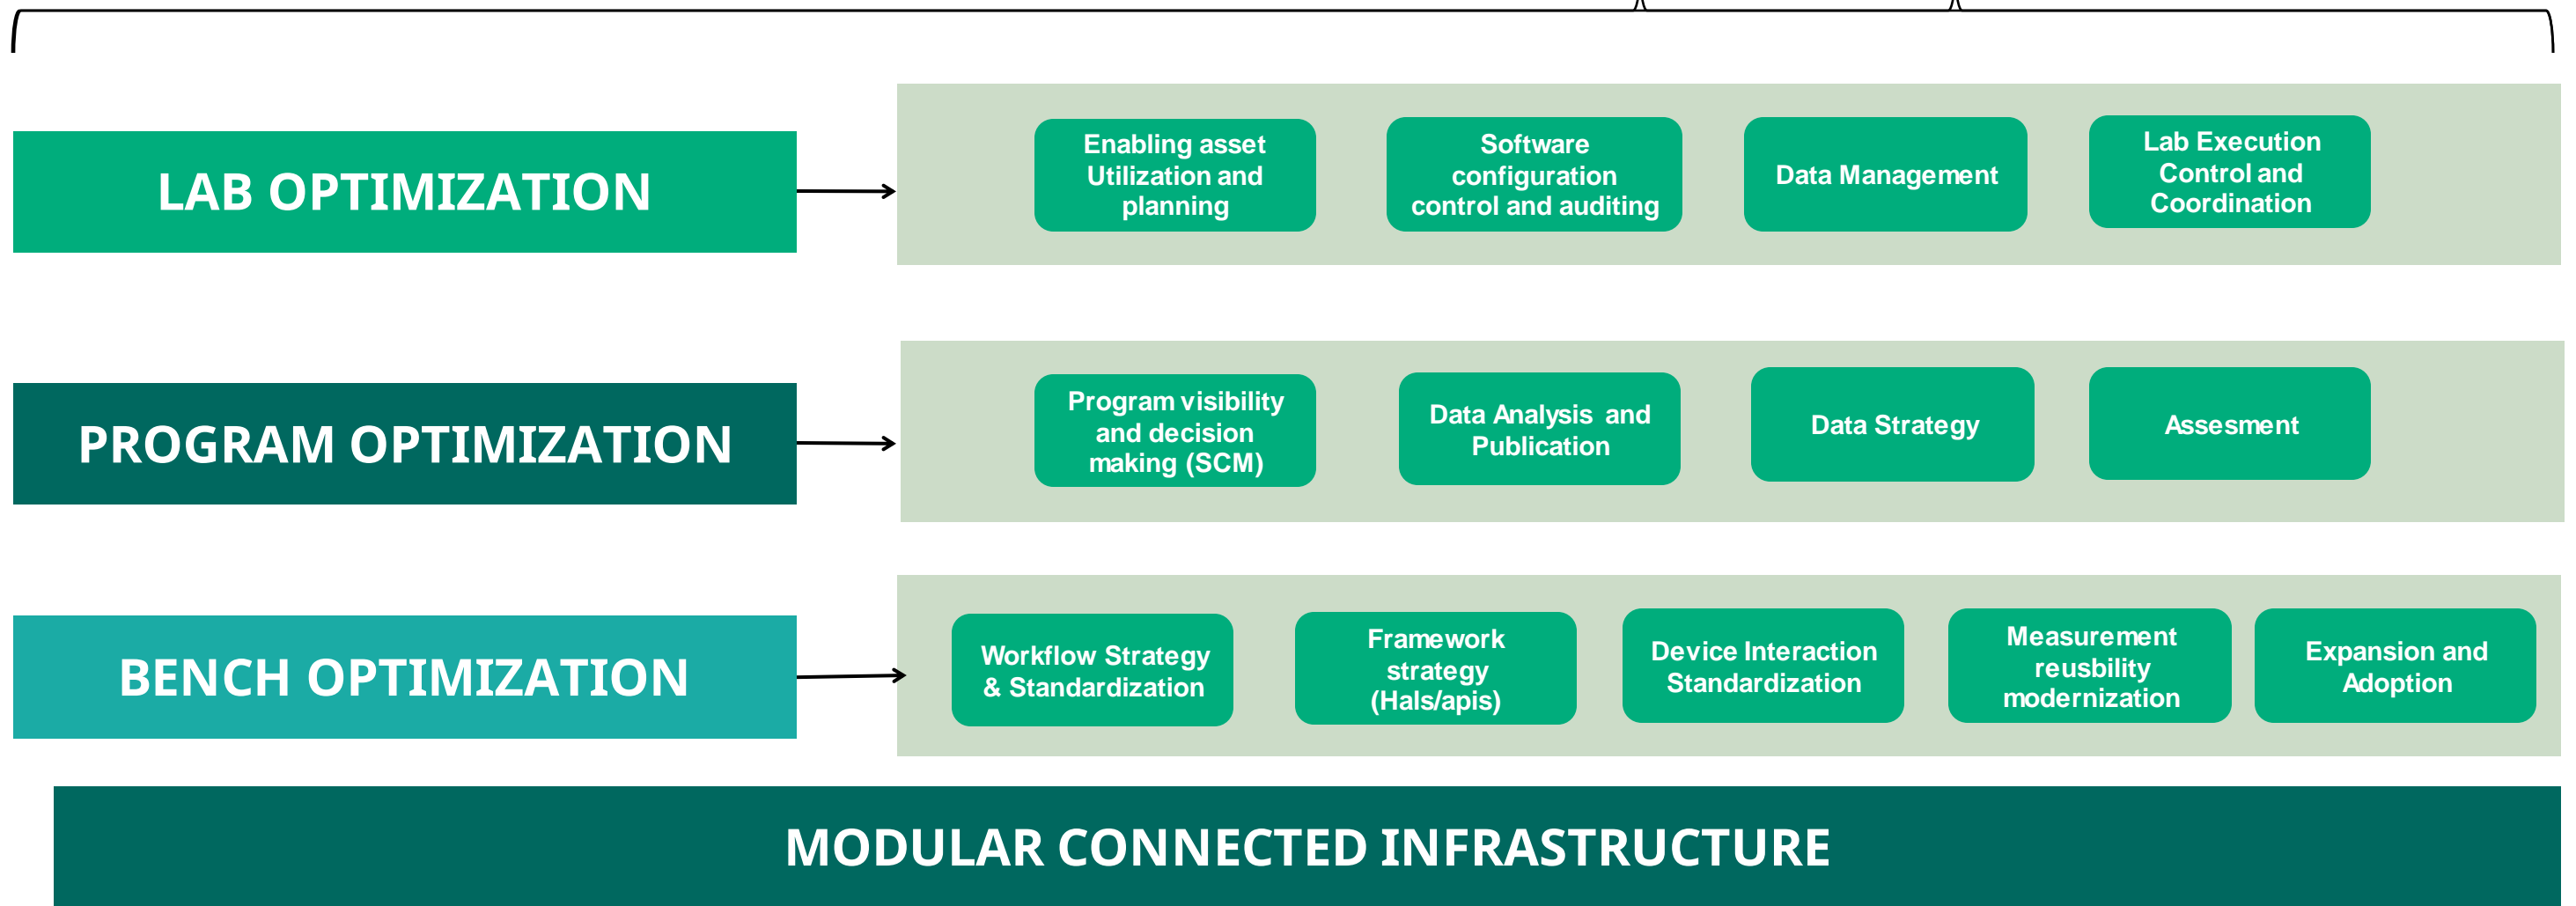 LAB OPTIMIZATION
Enabling asset
Utilization and
planning
Software
configuration
control and auditing
Data Management
Lab Execution
Control and
Coordination
PROGRAM OPTIMIZATION
Program visibility
and decision
making (SCM)
Data Analysis and
Publication
Data Strategy
Assesment
BENCH OPTIMIZATION
Workflow Strategy
& Standardization
Framework
strategy
(Hals/apis)
Device Interaction
Standardization
Measurement
reusbility
modernization
Expansion and
Adoption
MODULAR CONNECTED INFRASTRUCTURE